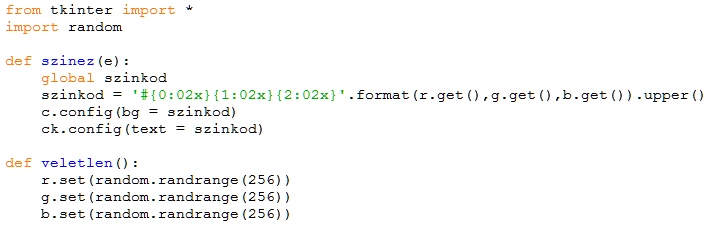 from tkinter import *
import random
def szinez(e):
    global szinkod
    szinkod = '#{0:02x}{1:02x}{2:02x}'.format(r.get(),g.get(),b.get()).upper()
    c.config(bg = szinkod)
    ck.config(text = szinkod)
def veletlen():
    r.set(random.randrange(256))
    g.set(random.randrange(256))
    b.set(random.randrange(256))